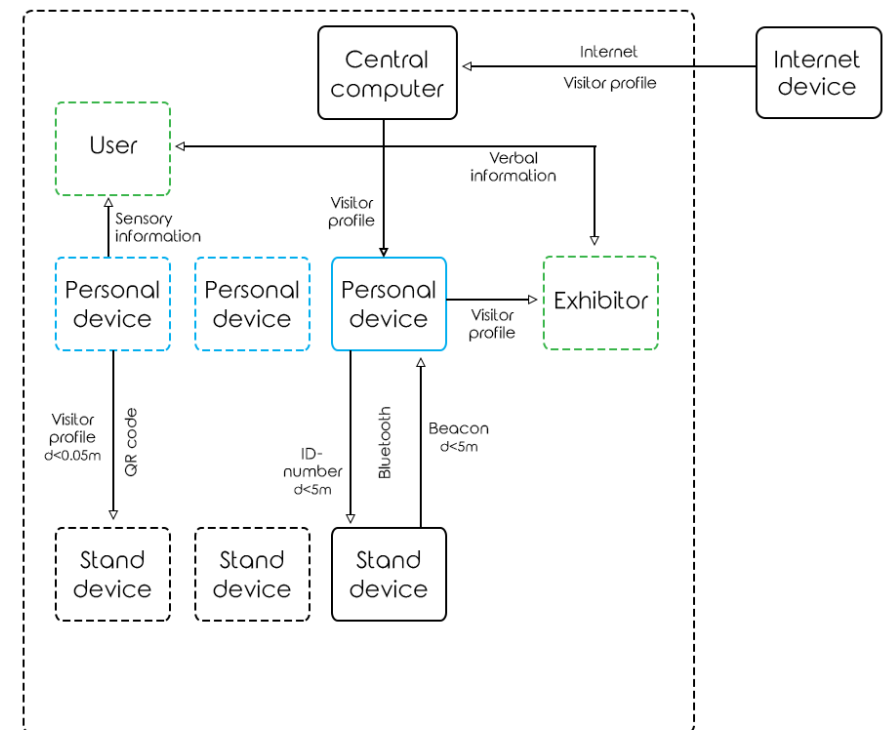 Central
computer
Internet
Visitor profile
Internet
device
User
Verbal
information
Visitor
profile
Sensory
information
Personal
device
Personal
device
Personal
device
Visitor
profile
Exhibitor
Visitor
profile
d<0.05m
QR code
ID-
number
d<5m
Bluetooth
Beacon
d<5m
Stand
device
Stand
device
Stand
device